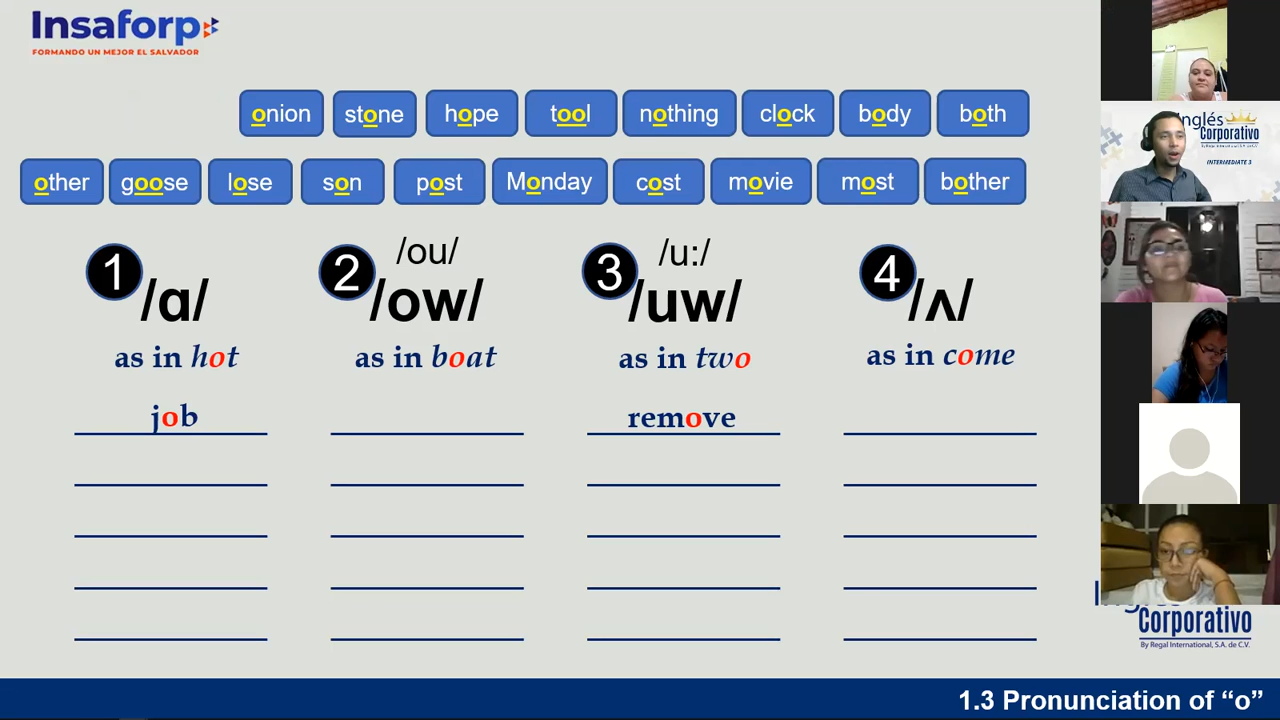 Insaforp
FORMANDO UN MEJOR EL SALVADOR
onion stone hope tool nothing clock body both
other goose lose son post Monday cost movie most bother
1 /ɑ/
as in hot
job
2 /ou/
/ow/
as in boat
3 /u:/
/uw/
as in two
remove
4 /ʌ/
as in come
Inglés
Corporativo
INTERMEDIATE 3
Corporativo
By Regal International, S.A. de C.V.
1.3 Pronunciation of “o”